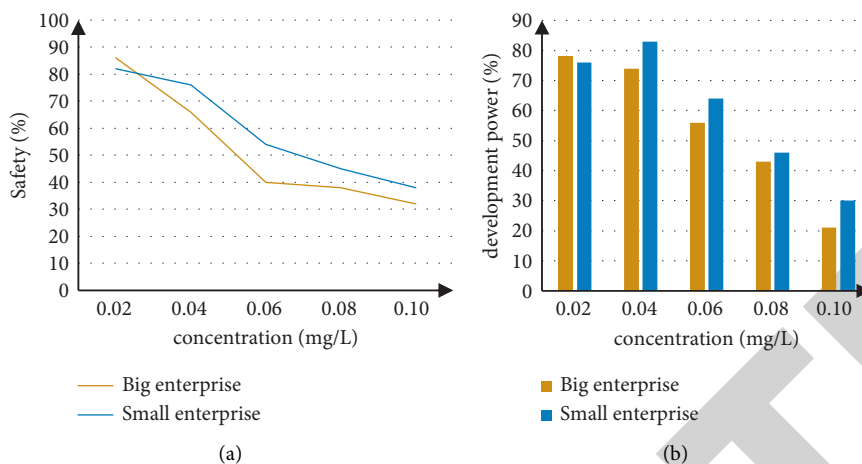 100
90
80
70
60
50
40
30
20
10
0
Safety (%)
0.02 0.04 0.06 0.08 0.10
concentration (mg/L)
Big enterprise
Small enterprise
(a)
90
80
70
60
50
40
30
20
10
0
development power (%)
0.02 0.04 0.06 0.08 0.10
concentration (mg/L)
Big enterprise
Small enterprise
(b)